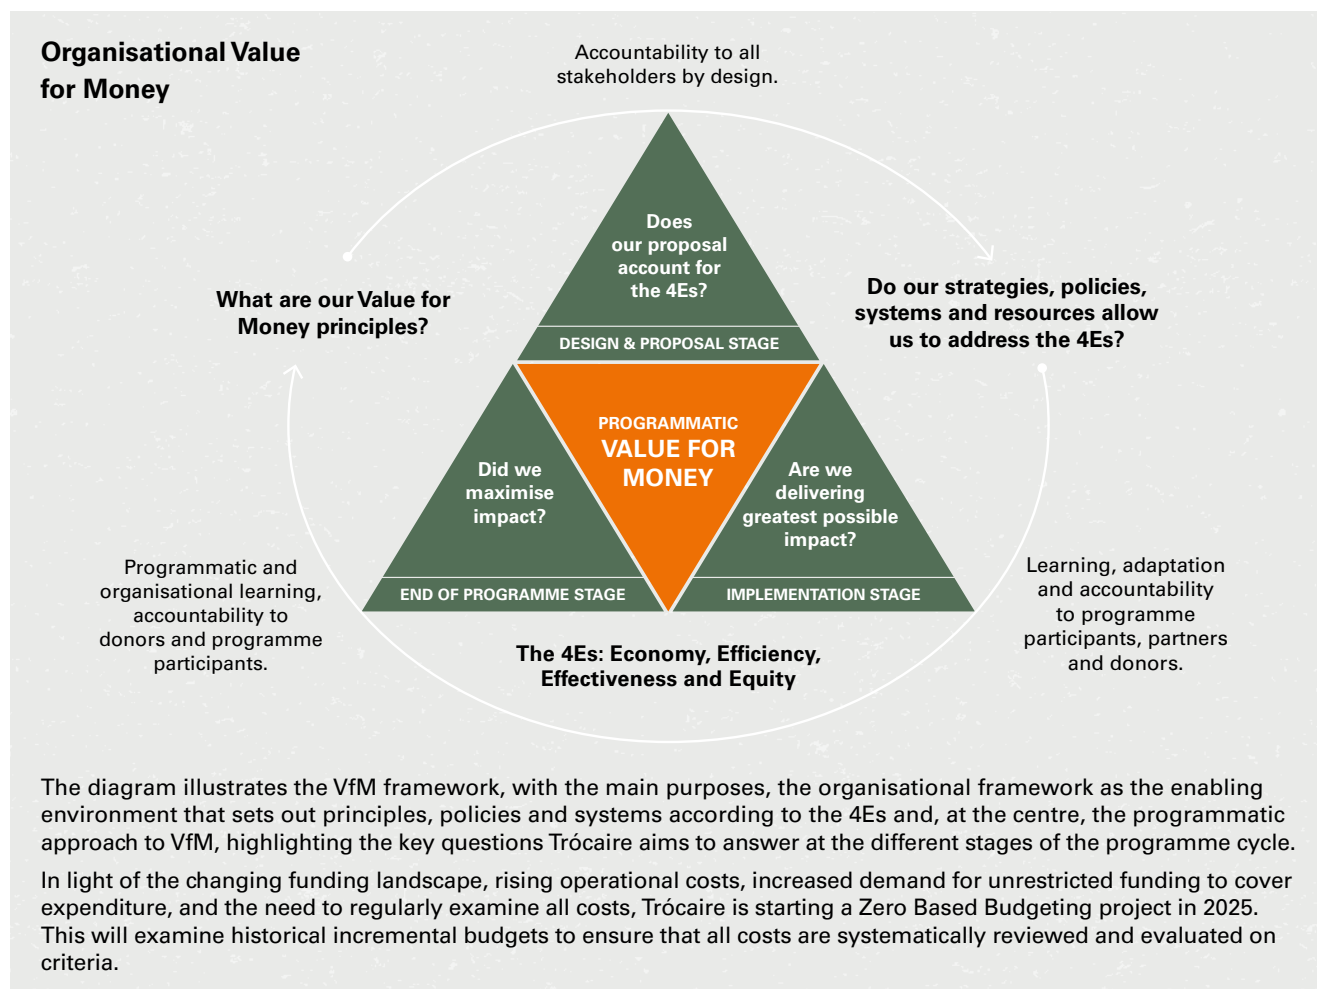 Organisational Value
for Money
Accountability to all
stakeholders by design.
Does
our proposal
account for
the 4Es?
DESIGN & PROPOSAL STAGE
What are our Value for
Money principles?
Do our strategies, policies,
systems and resources allow
us to address the 4Es?
PROGRAMMATIC
VALUE FOR
MONEY
Did we
maximise
impact?
END OF PROGRAMME STAGE
Are we
delivering
greatest possible
impact?
IMPLEMENTATION STAGE
Programmatic and
organisational learning,
accountability to
donors and programme
participants.
Learning, adaptation
and accountability
to programme
participants, partners
and donors.
The 4Es: Economy, Efficiency,
Effectiveness and Equity
The diagram illustrates the VfM framework, with the main purposes, the organisational framework as the enabling
environment that sets out principles, policies and systems according to the 4Es and, at the centre, the programmatic
approach to VfM, highlighting the key questions Trócaire aims to answer at the different stages of the programme cycle.
In light of the changing funding landscape, rising operational costs, increased demand for unrestricted funding to cover
expenditure, and the need to regularly examine all costs, Trócaire is starting a Zero Based Budgeting project in 2025.
This will examine historical incremental budgets to ensure that all costs are systematically reviewed and evaluated on
criteria.